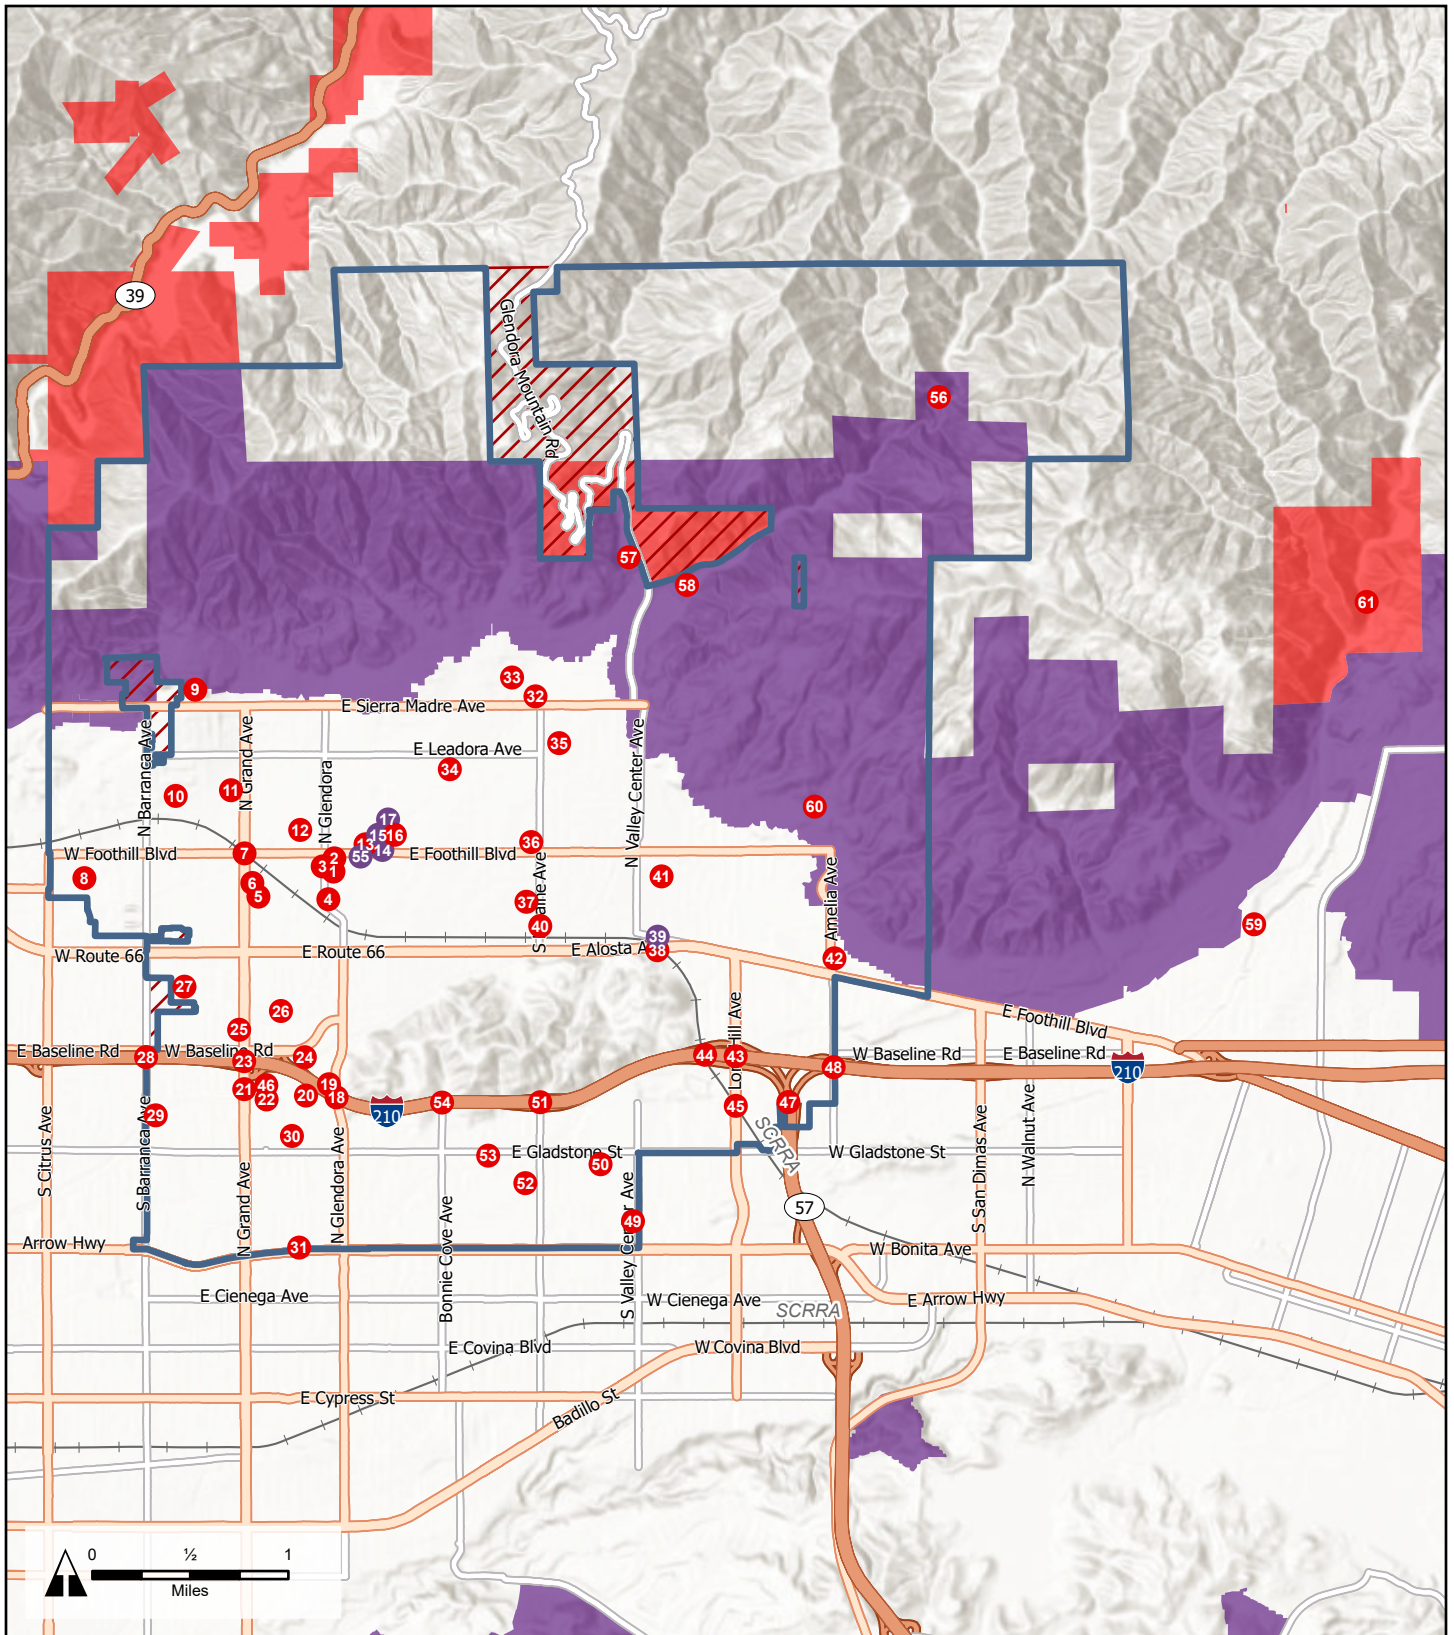 39
Glendora Mountain Rd
56
57
58
61
33
9
32
E Sierra Madre Ave
N Barranca Ave
N Grand Ave
35
E Leadora Ave
34
N Valley Center Ave
N Glendora
11
10
60
17
12
15
16
13
36
W Foothill Blvd
7
2
55
14
E Foothill Blvd
3
1
8
6
5
41
Amelia Ave
4
37
40
59
39
38
W Route 66
E Route 66
E Alosta A
42
27
26
25
E Foothill Blvd
E Baseline Rd
28
W Baseline Rd
23
24
44
43
W Baseline Rd
E Baseline Rd
48
210
21
46
22
19
20
18
210
54
51
45
47
S Citrus Ave
S Barranca Ave
29
30
SCRRA
N Walnut Ave
S San Dimas Ave
53
E Gladstone St
50
W Gladstone St
52
N Grand Ave
N Glendora Ave
Bonnie Cove Ave
57
49
Arrow Hwy
31
W Bonita Ave
E Cienega Ave
W Cienega Ave
E Arrow Hwy
SCRRA
E Covina Blvd
W Covina Blvd
E Cypress St
Badillo St
0 ½ 1
Miles